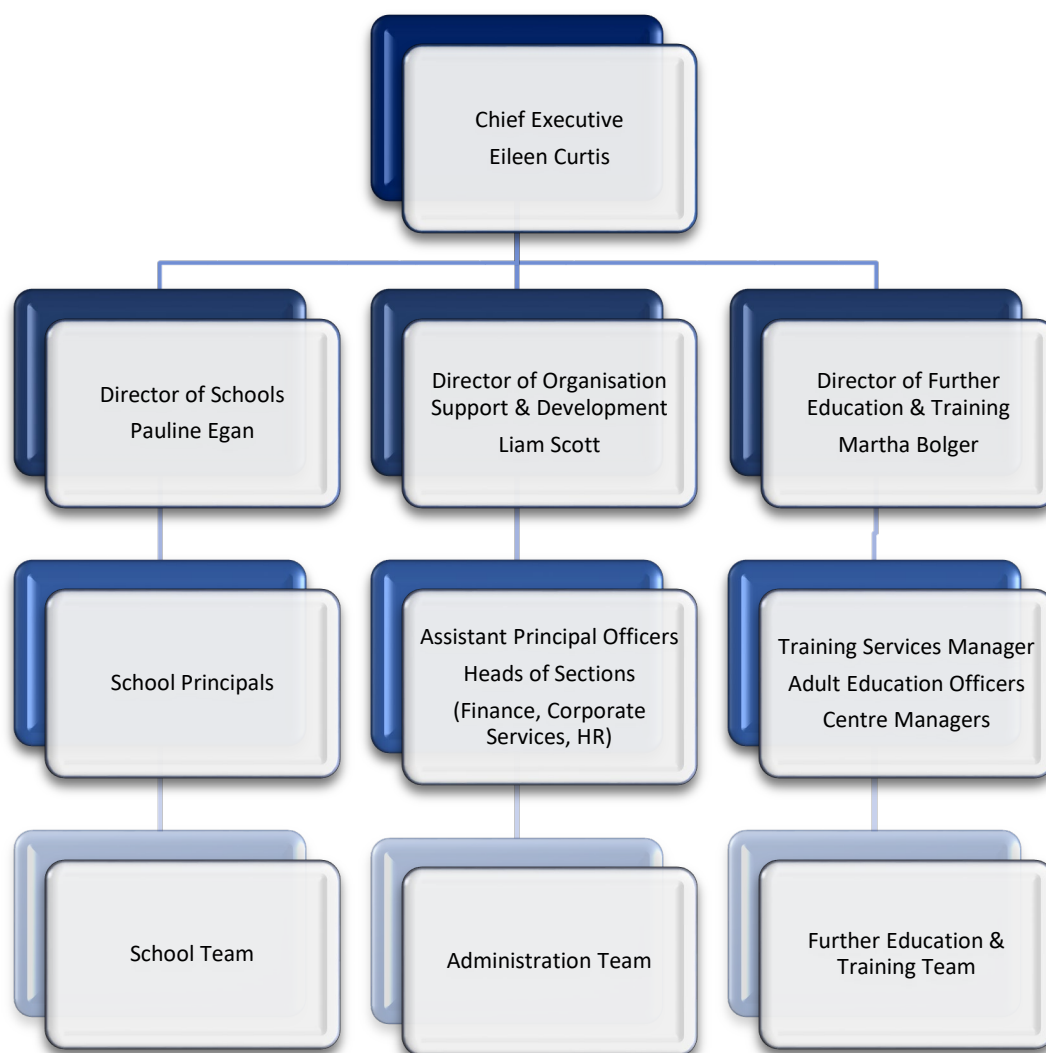 Chief Executive
Eileen Curtis
Director of Schools
Pauline Egan
Director of Organisation
Support & Development
Liam Scott
Director of Further
Education & Training
Martha Bolger
School Principals
Assistant Principal Officers
Heads of Sections
(Finance, Corporate
Services, HR)
Training Services Manager
Adult Education Officers
Centre Managers
School Team
Administration Team
Further Education &
Training Team